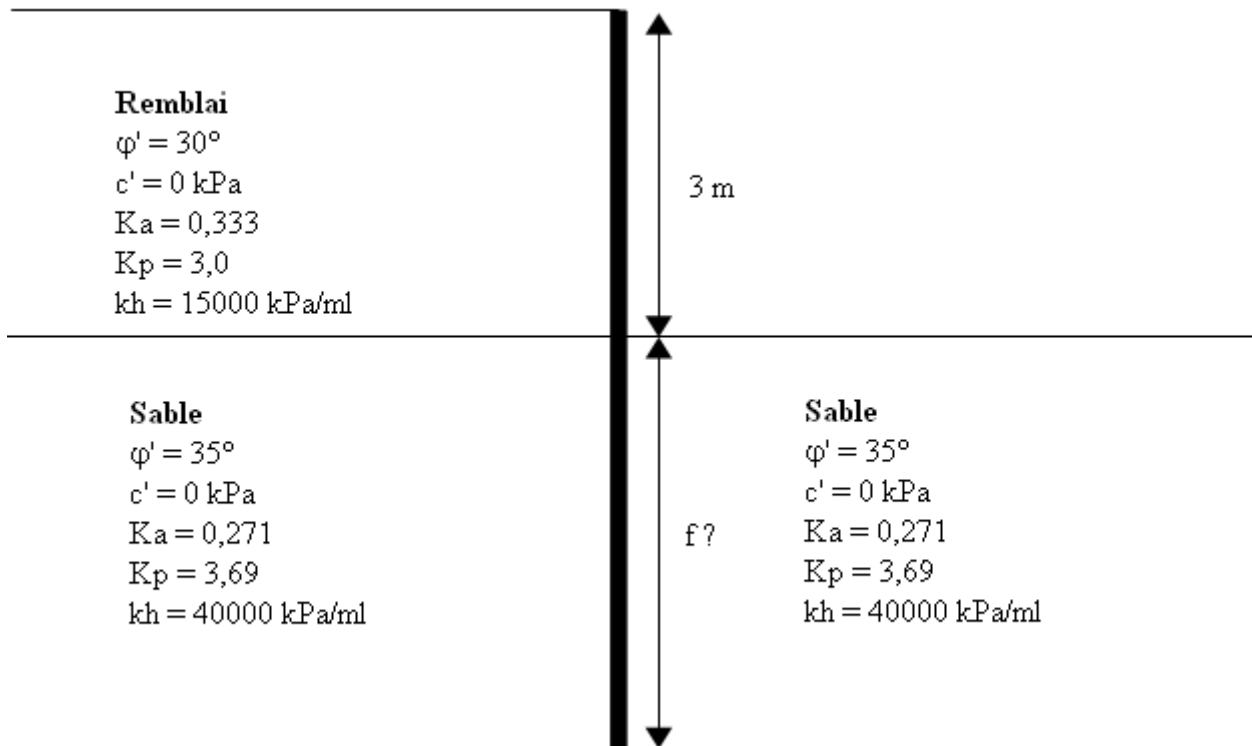 Remblai
φ' = 30°
c' = 0 kPa
Ka = 0,333
Kp = 3,0
kh = 15000 kPa/ml
3 m
Sable
φ' = 35°
c' = 0 kPa
Ka = 0,271
Kp = 3,69
kh = 40000 kPa/ml
f ?
Sable
φ' = 35°
c' = 0 kPa
Ka = 0,271
Kp = 3,69
kh = 40000 kPa/ml